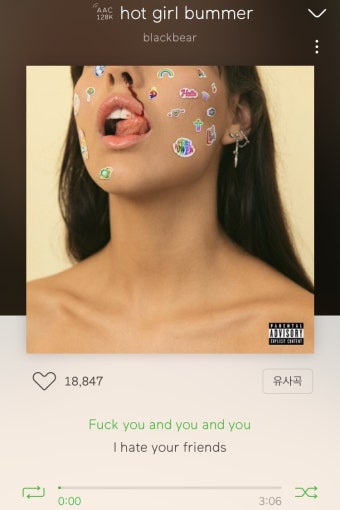 AAC
128K
hot girl bummer
blackbear
PARENTAL
ADVISORY
EXPLICIT CONTENT
18,847
유사곡
Fuck you and you and you
I hate your friends
0:00
3:06